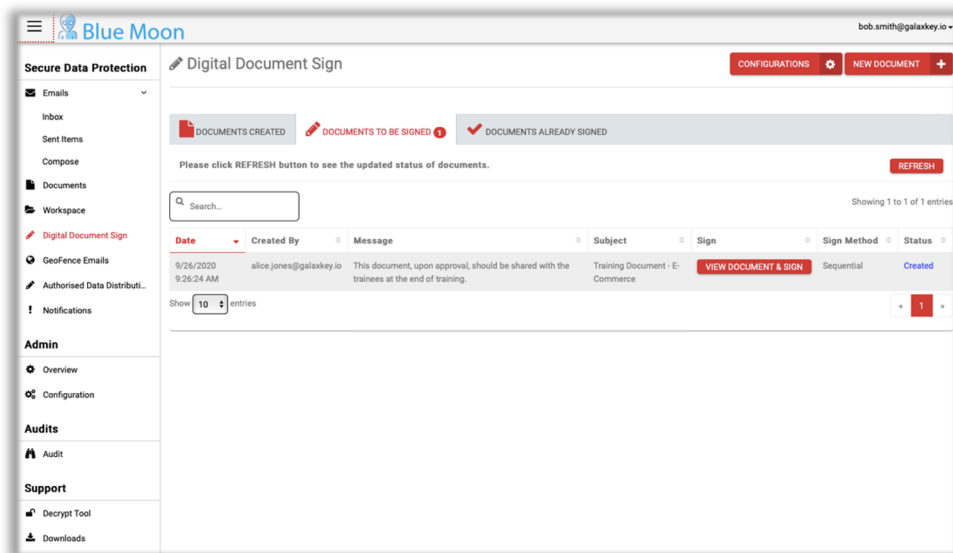 Blue Moon
bob.smith@galaxkey.io
Secure Data Protection
Emails
Inbox
Sent Items
Compose
Documents
Workspace
Digital Document Sign
GeoFence Emails
Authorised Data Distributi...
Notifications
Admin
Overview
Configuration
Audits
Audit
Support
Decrypt Tool
Downloads
Digital Document Sign
CONFIGURATIONS
NEW DOCUMENT
DOCUMENTS CREATED
DOCUMENTS TO BE SIGNED 1
DOCUMENTS ALREADY SIGNED
Please click REFRESH button to see the updated status of documents.
REFRESH
Search...
Showing 1 to 1 of 1 entries
Date Created By Message Subject Sign Sign Method Status
9/26/2020 alice.jones@galaxkey.io This document, upon approval, should be shared with the Training Document - E- VIEW DOCUMENT & SIGN Sequential Created
9:26:24 AM trainees at the end of training. Commerce
Show 10 entries
« 1 »